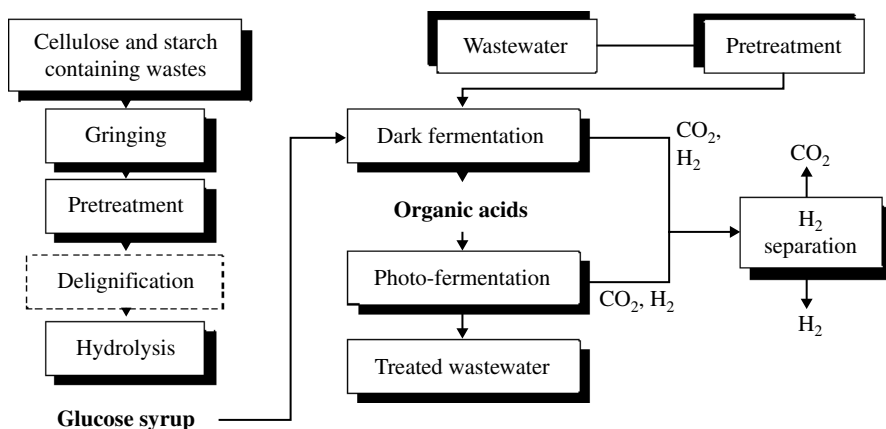 Cellulose and starch
containing wastes
Gringing
Pretreatment
Delignification
Hydrolysis
Glucose syrup
Wastewater
Pretreatment
Dark fermentation
CO₂,
H₂
Organic acids
Photo-fermentation
CO₂, H₂
Treated wastewater
CO₂
H₂
separation
H₂